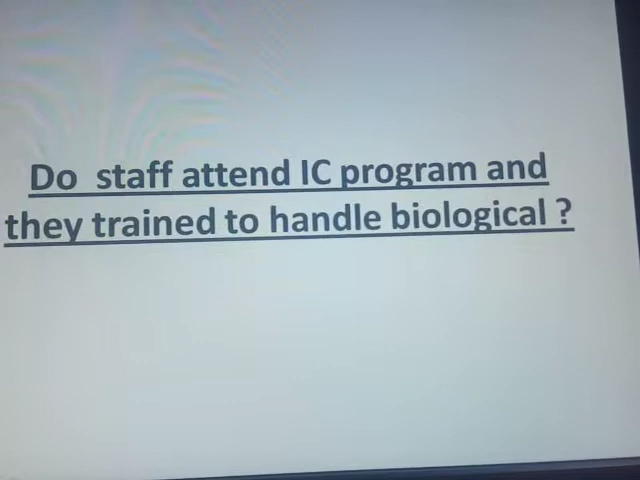 Do  staff attend IC program and
they trained to handle biological ?